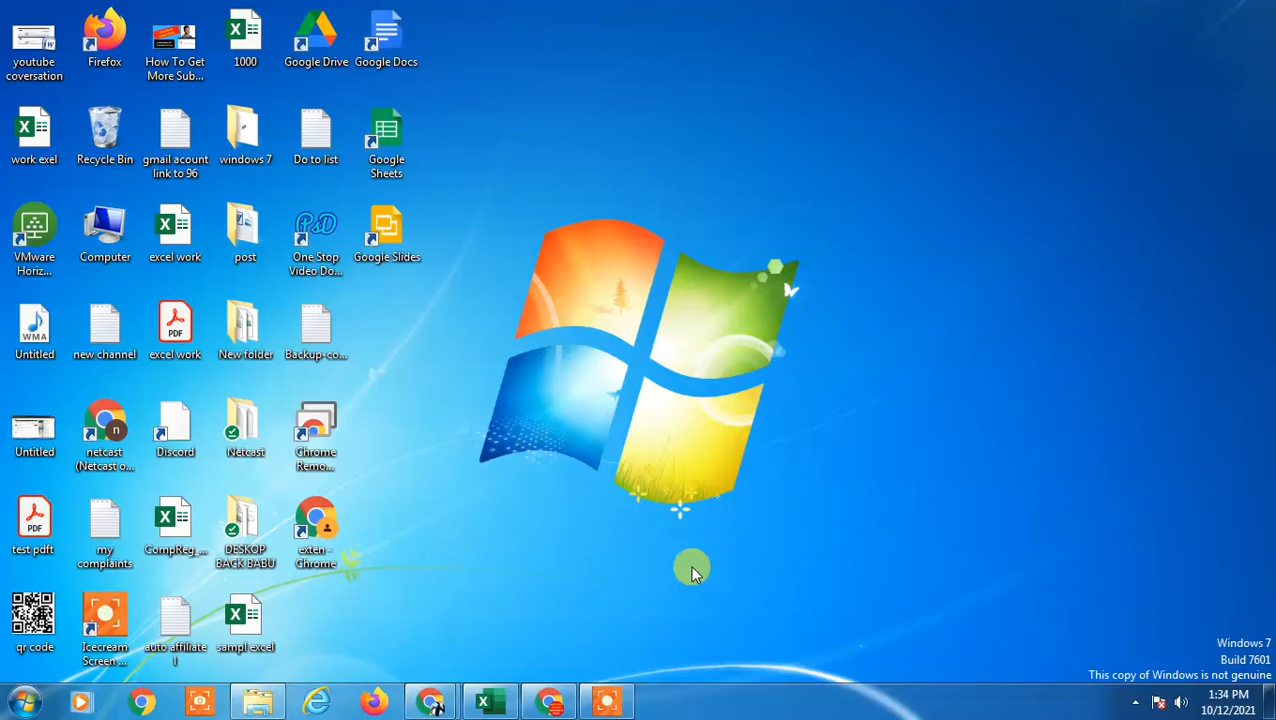 youtube
coversation
Firefox
How To Get
More Sub...
1000
Google Drive
Google Docs
work exel
Recycle Bin
gmail acount
link to 96
windows 7
Do to list
Google
Sheets
VMware
Horiz...
Computer
excel work
post
One Stop
Video Do...
Google Slides
WMA
Untitled
new channel
PDF
excel work
New folder
Backup-co...
Untitled
n
netcast
(Netcast o...
Discord
Netcast
Chrome
Remo...
PDF
test pdft
my
complaints
CompReg_...
DESKOP
BACK BABU
exten -
Chrome
qr code
Icecream
Screen ...
auto affiliate
l
sampl excel
Windows 7
Build 7601
This copy of Windows is not genuine
1:34 PM
10/12/2021